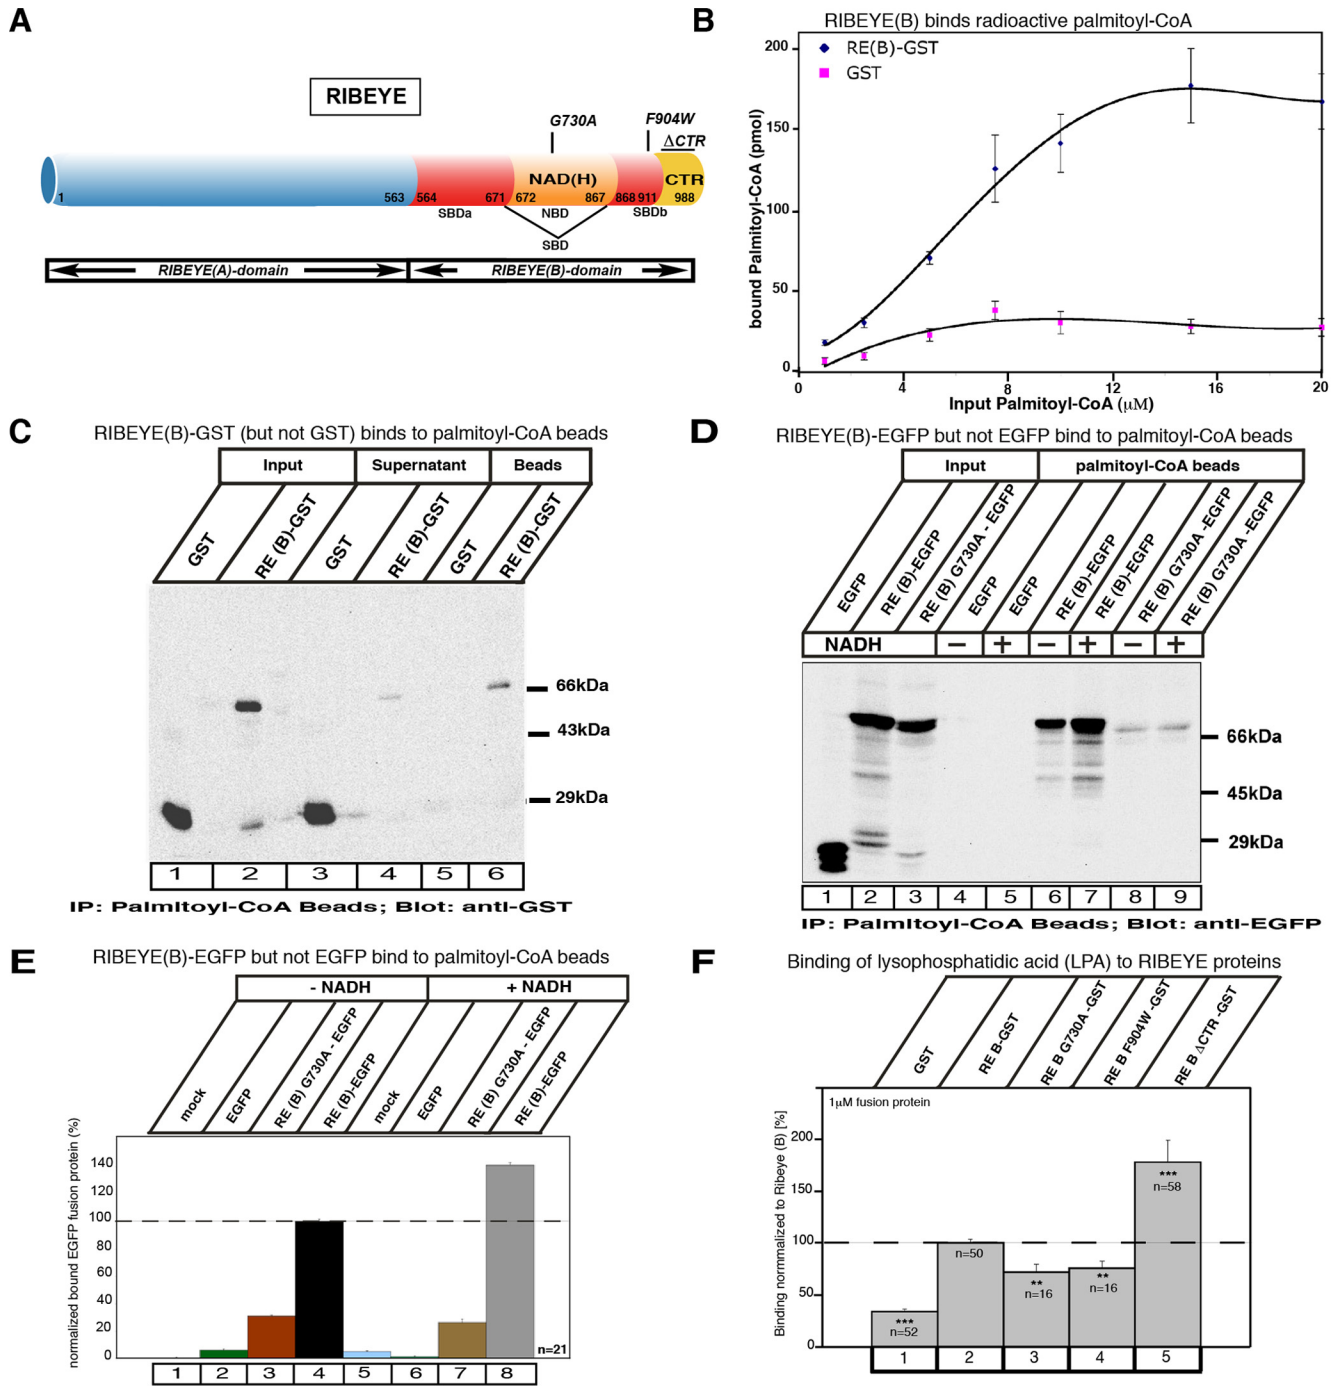 A
RIBEYE
G730A
F904W
ΔCTR
NAD(H)
CTR
1
563
564
671
672
867
868
911
988
SBDa
NBD
SBDb
SBD
RIBEYE(A)-domain
RIBEYE(B)-domain
B
RIBEYE(B) binds radioactive palmitoyl-CoA
RE(B)-GST
GST
bound Palmitoyl-CoA (pmol)
200
150
100
50
0
0
4
8
12
16
20
Input Palmitoyl-CoA (μM)
C
RIBEYE(B)-GST (but not GST) binds to palmitoyl-CoA beads
Input
Supernatant
Beads
GST
RE (B)-GST
GST
RE (B)-GST
GST
RE (B)-GST
66kDa
43kDa
29kDa
1
2
3
4
5
6
IP: Palmitoyl-CoA Beads; Blot: anti-GST
D
RIBEYE(B)-EGFP but not EGFP bind to palmitoyl-CoA beads
Input
palmitoyl-CoA beads
EGFP
RE (B)-EGFP
RE (B) G730A - EGFP
EGFP
EGFP
RE (B)-EGFP
RE (B)-EGFP
RE (B) G730A -EGFP
RE (B) G730A -EGFP
NADH
−
+
−
+
−
+
66kDa
45kDa
29kDa
1
2
3
4
5
6
7
8
9
IP: Palmitoyl-CoA Beads; Blot: anti-EGFP
E
RIBEYE(B)-EGFP but not EGFP bind to palmitoyl-CoA beads
- NADH
+ NADH
mock
EGFP
RE (B) G730A - EGFP
RE (B)-EGFP
mock
EGFP
RE (B) G730A - EGFP
RE (B)-EGFP
normalized bound EGFP fusion protein (%)
140
120
100
80
60
40
20
0
n=21
1
2
3
4
5
6
7
8
F
Binding of lysophosphatidic acid (LPA) to RIBEYE proteins
GST
RE B-GST
RE B G730A -GST
RE B F904W -GST
RE B ΔCTR -GST
1μM fusion protein
Binding normmalized to Ribeye (B) [%]
200
150
100
50
0
***
n=52
n=50
**
n=16
**
n=16
***
n=58
1
2
3
4
5